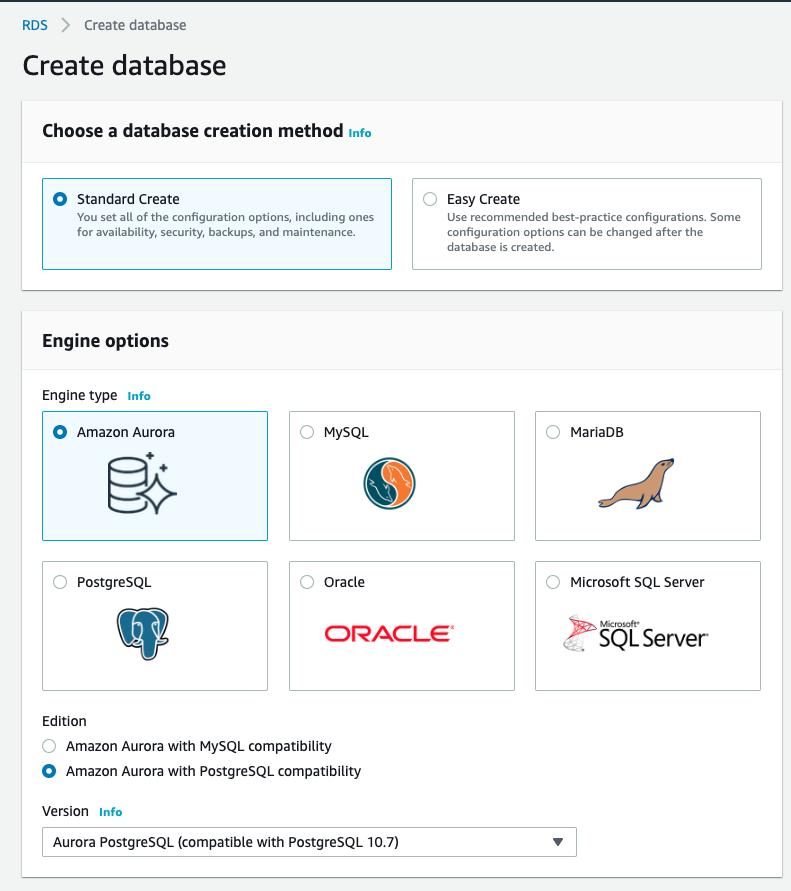 RDS > Create database
Create database
Choose a database creation method Info
Standard Create
You set all of the configuration options, including ones
for availability, security, backups, and maintenance.
Easy Create
Use recommended best-practice configurations. Some
configuration options can be changed after the
database is created.
Engine options
Engine type Info
Amazon Aurora
MySQL
MariaDB
PostgreSQL
Oracle
ORACLE®
Microsoft SQL Server
Microsoft®
SQL Server®
Edition
Amazon Aurora with MySQL compatibility
Amazon Aurora with PostgreSQL compatibility
Version Info
Aurora PostgreSQL (compatible with PostgreSQL 10.7)